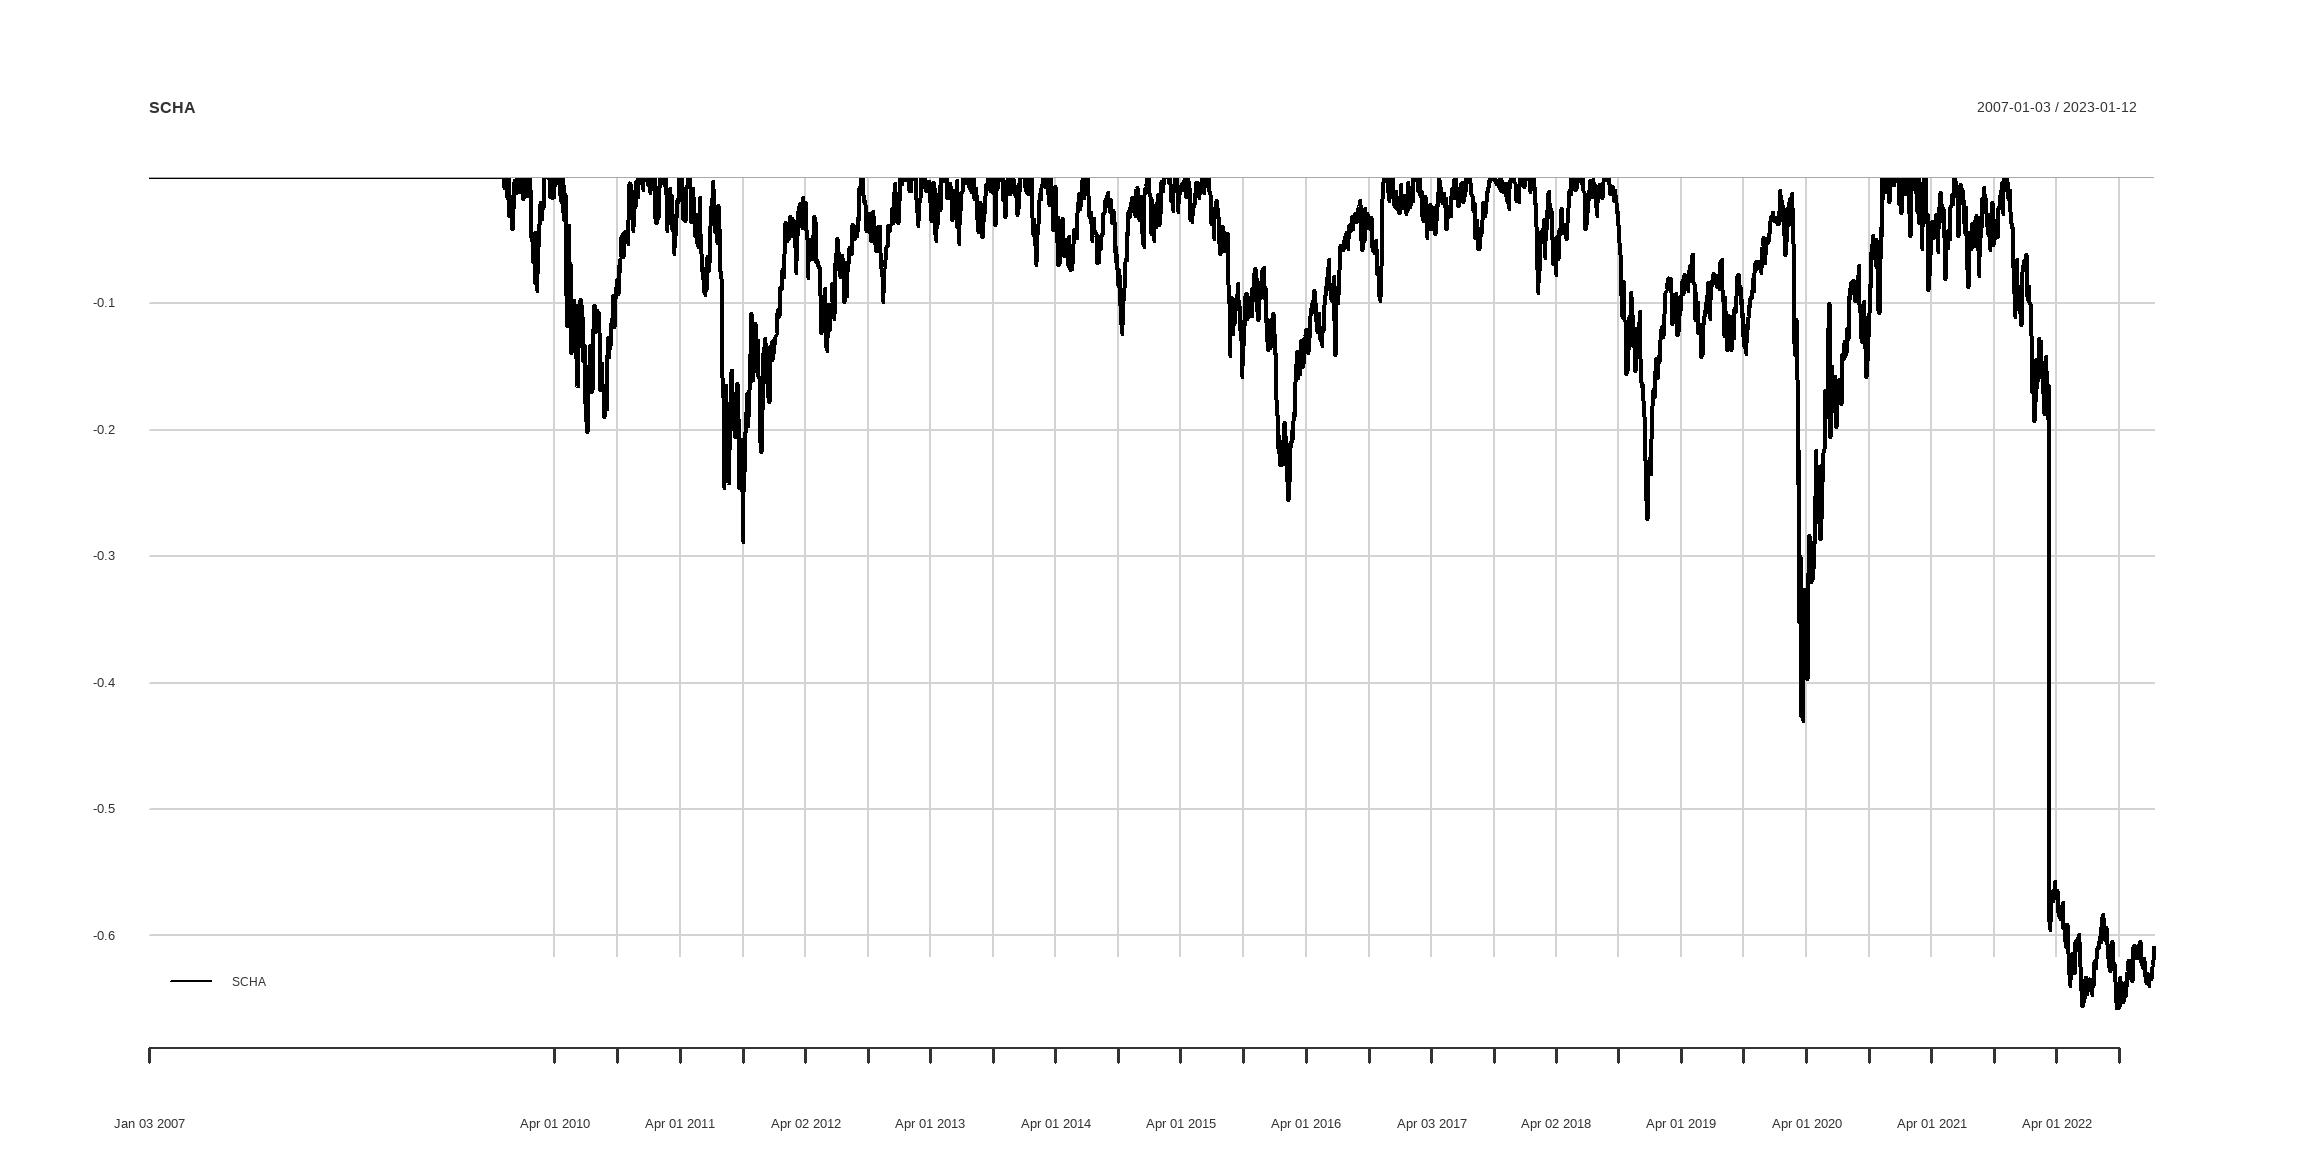 SCHA
2007-01-03 / 2023-01-12
-0.1
-0.2
-0.3
-0.4
-0.5
-0.6
SCHA
Jan 03 2007
Apr 01 2010
Apr 01 2011
Apr 02 2012
Apr 01 2013
Apr 01 2014
Apr 01 2015
Apr 01 2016
Apr 03 2017
Apr 02 2018
Apr 01 2019
Apr 01 2020
Apr 01 2021
Apr 01 2022